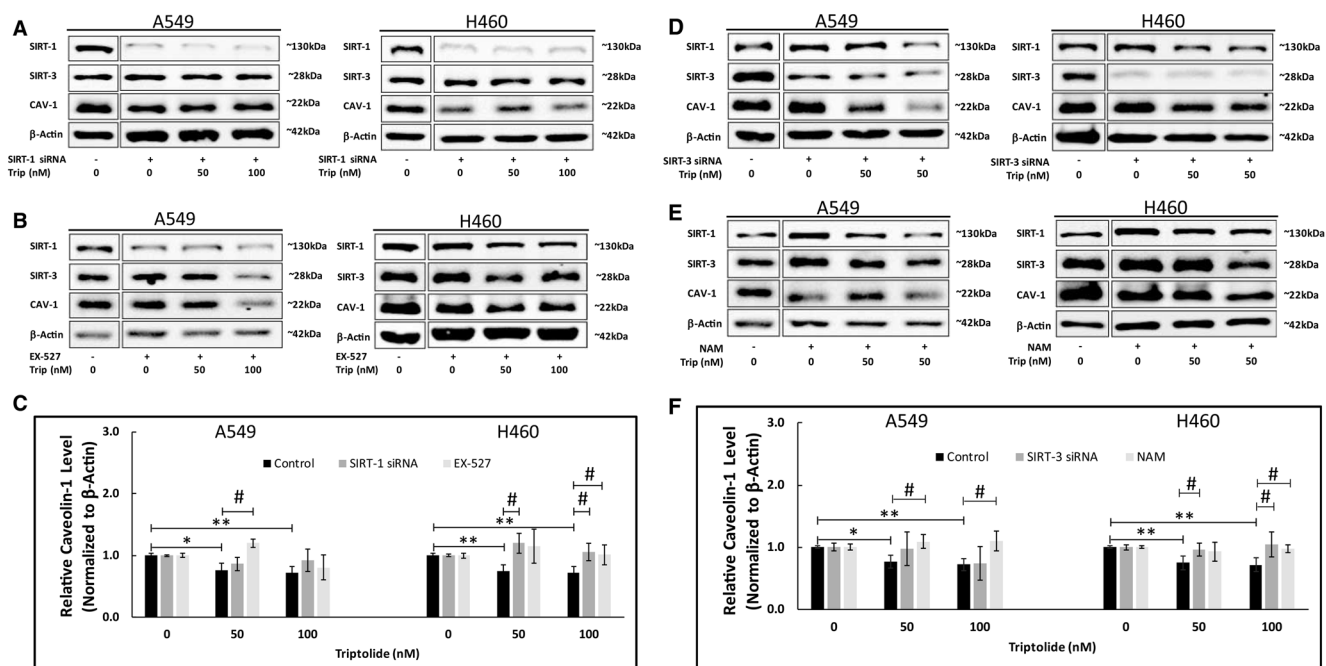 A
A549
H460
SIRT-1 ~130kDa SIRT-1 ~130kDa
SIRT-3 ~28kDa SIRT-3 ~28kDa
CAV-1 ~22kDa CAV-1 ~22kDa
β-Actin ~42kDa β-Actin ~42kDa
SIRT-1 siRNA - + + + SIRT-1 siRNA - + + +
Trip (nM) 0 0 50 100 Trip (nM) 0 0 50 100
B
A549
H460
SIRT-1 ~130kDa SIRT-1 ~130kDa
SIRT-3 ~28kDa SIRT-3 ~28kDa
CAV-1 ~22kDa CAV-1 ~22kDa
β-Actin ~42kDa β-Actin ~42kDa
EX-527 - + + + EX-527 - + + +
Trip (nM) 0 0 50 100 Trip (nM) 0 0 50 100
C
A549
H460
Relative Caveolin-1 Level
(Normalized to β-Actin)
3.0
2.0
1.0
0.0
Control SIRT-1 siRNA EX-527
# # # #
** **
* **
0 50 100 0 50 100
Triptolide (nM)
D
A549
H460
SIRT-1 ~130kDa SIRT-1 ~130kDa
SIRT-3 ~28kDa SIRT-3 ~28kDa
CAV-1 ~22kDa CAV-1 ~22kDa
β-Actin ~42kDa β-Actin ~42kDa
SIRT-3 siRNA - + + + SIRT-3 siRNA - + + +
Trip (nM) 0 0 50 50 Trip (nM) 0 0 50 50
E
A549
H460
SIRT-1 ~130kDa SIRT-1 ~130kDa
SIRT-3 ~28kDa SIRT-3 ~28kDa
CAV-1 ~22kDa CAV-1 ~22kDa
β-Actin ~42kDa β-Actin ~42kDa
NAM - + + + NAM - + + +
Trip (nM) 0 0 50 50 Trip (nM) 0 0 50 50
F
A549
H460
Relative Caveolin-1 Level
(Normalized to β-Actin)
3.0
2.0
1.0
0.0
Control SIRT-3 siRNA NAM
# # # # #
** **
* **
0 50 100 0 50 100
Triptolide (nM)